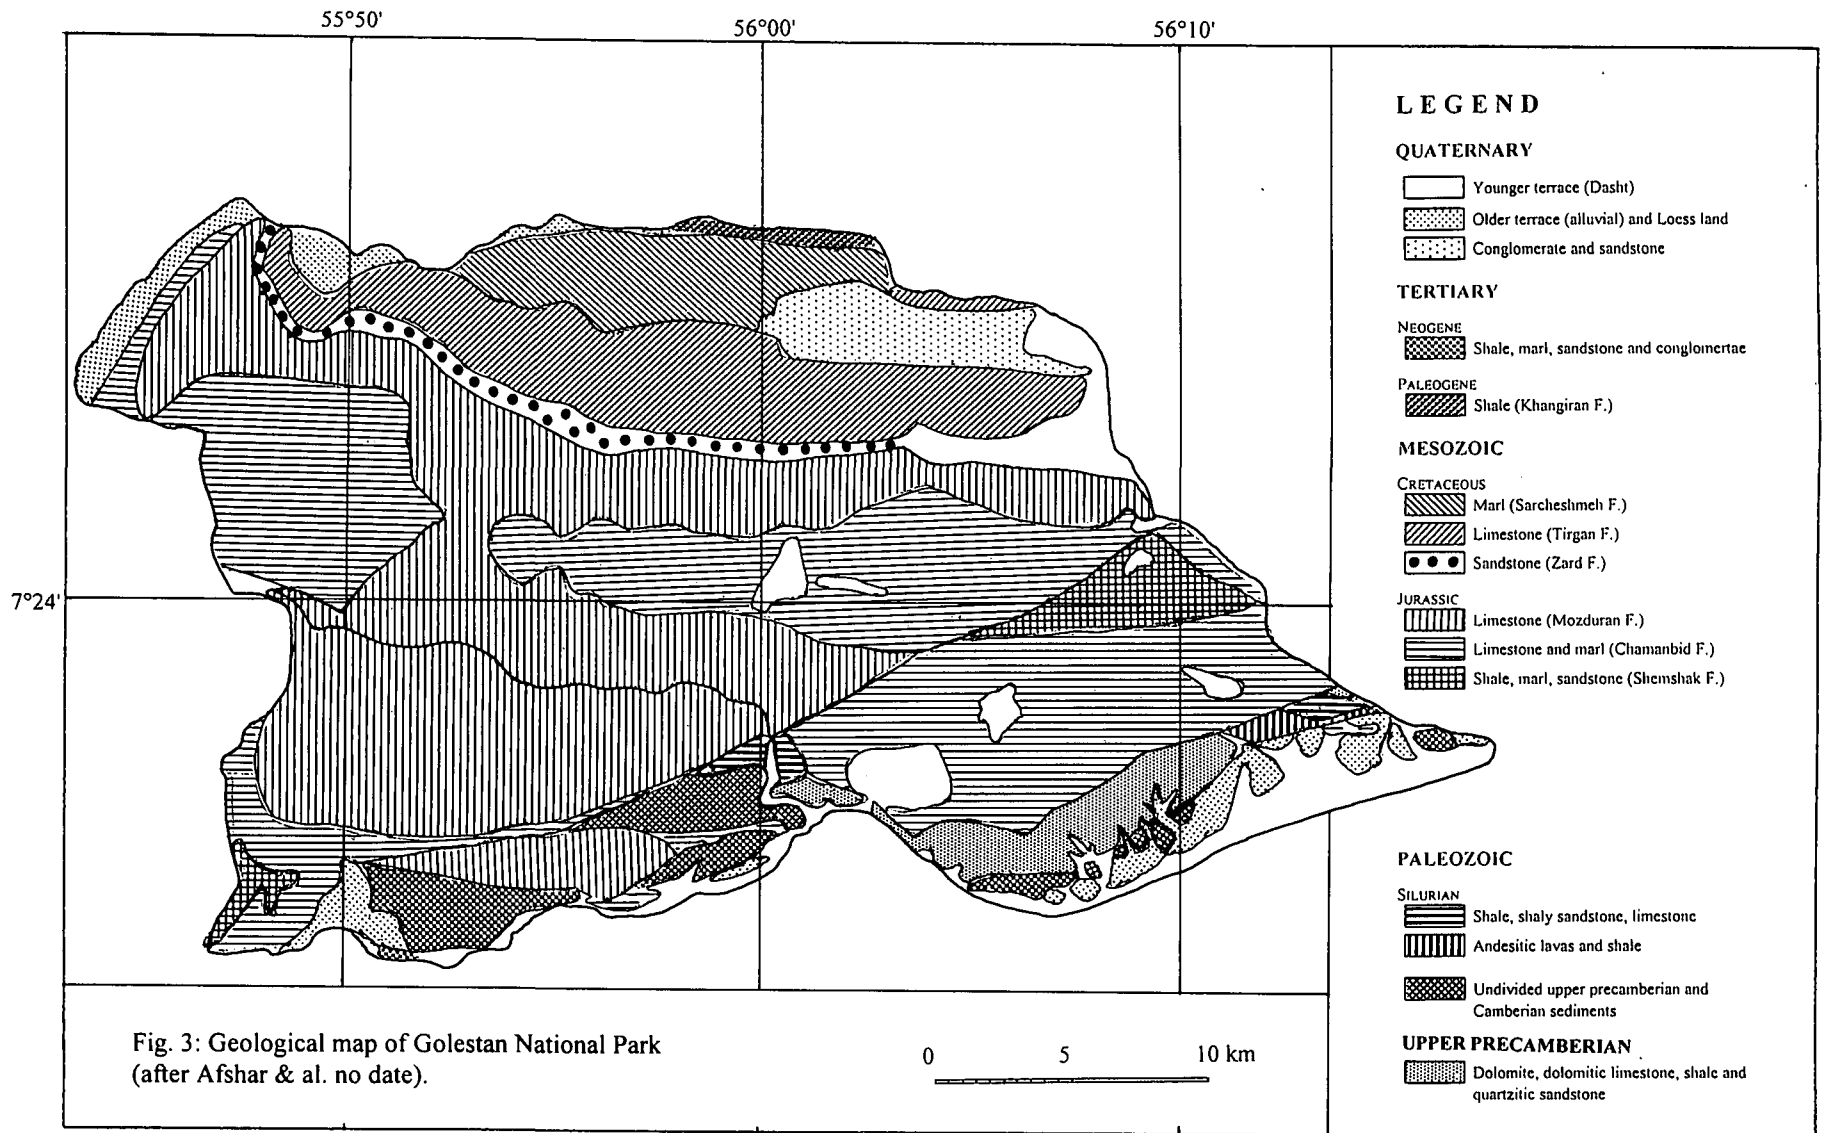 55°50'
56°00'
56°10'
7°24'
LEGEND
QUATERNARY
Younger terrace (Dasht)
Older terrace (alluvial) and Loess land
Conglomerate and sandstone
TERTIARY
NEOGENE
Shale, marl, sandstone and conglomertae
PALEOGENE
Shale (Khangiran F.)
MESOZOIC
CRETACEOUS
Marl (Sarcheshmeh F.)
Limestone (Tirgan F.)
Sandstone (Zard F.)
JURASSIC
Limestone (Mozduran F.)
Limestone and marl (Chamanbid F.)
Shale, marl, sandstone (Shemshak F.)
PALEOZOIC
SILURIAN
Shale, shaly sandstone, limestone
Andesitic lavas and shale
Undivided upper precamberian and
Camberian sediments
UPPER PRECAMBERIAN
Dolomite, dolomitic limestone, shale and
quartzitic sandstone
Fig. 3: Geological map of Golestan National Park
(after Afshar & al. no date).
0 5 10 km